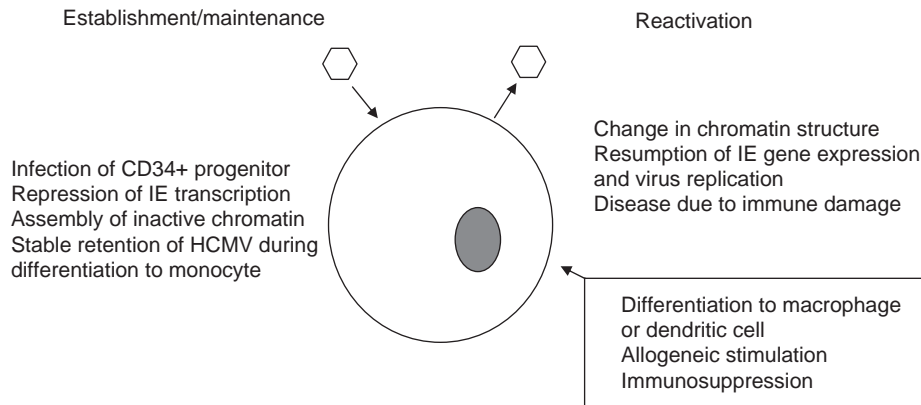 Establishment/maintenance
Reactivation
Infection of CD34+ progenitor
Repression of IE transcription
Assembly of inactive chromatin
Stable retention of HCMV during
differentiation to monocyte
Change in chromatin structure
Resumption of IE gene expression
and virus replication
Disease due to immune damage
Differentiation to macrophage
or dendritic cell
Allogeneic stimulation
Immunosuppression